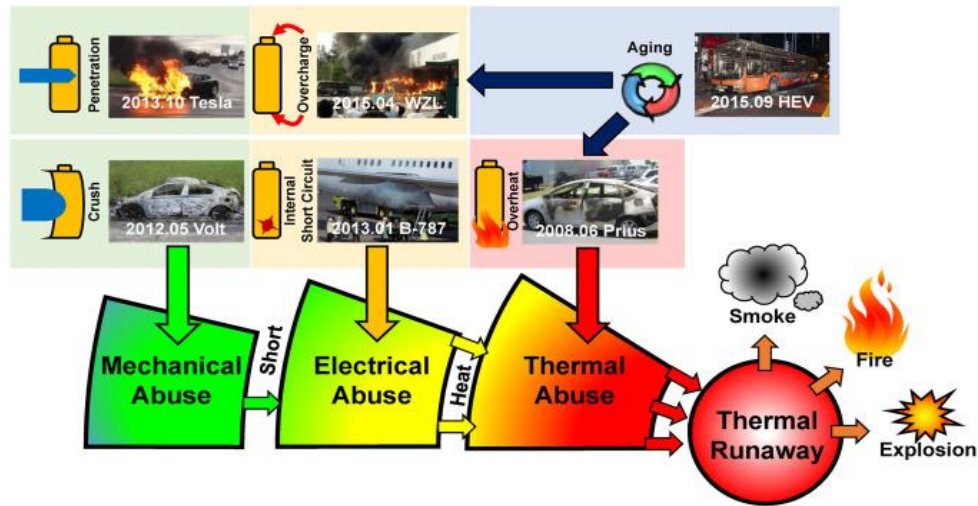 Penetration
2013.10 Tesla
Overcharge
2015.04, WZL
Aging
2015.09 HEV
Crush
2012.05 Volt
Internal
Short Circuit
2013.01 B-787
Overheat
2008.06 Prius
Mechanical
Abuse
Short
Electrical
Abuse
Heat
Thermal
Abuse
Thermal
Runaway
Smoke
Fire
Explosion